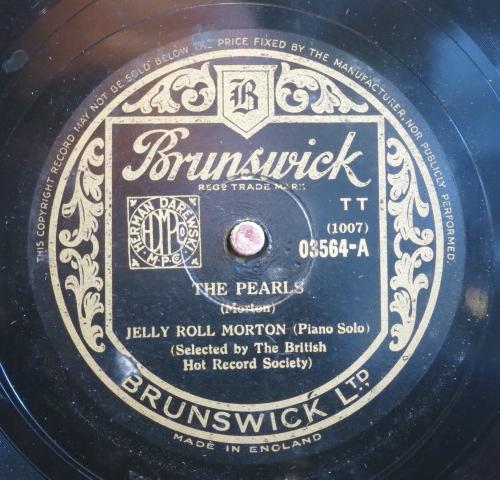 THIS COPYRIGHT RECORD MAY NOT BE SOLD BELOW THE PRICE FIXED BY THE MANUFACTURER, NOR PUBLICLY PERFORMED.
B
Brunswick
REGD TRADE MARK
TT
(1007)
03564-A
HERMAN DAREWSKI
M.P.Co
THE PEARLS
(Morton)
JELLY ROLL MORTON (Piano Solo)
(Selected by The British
Hot Record Society)
BRUNSWICK LTD.,
MADE IN ENGLAND